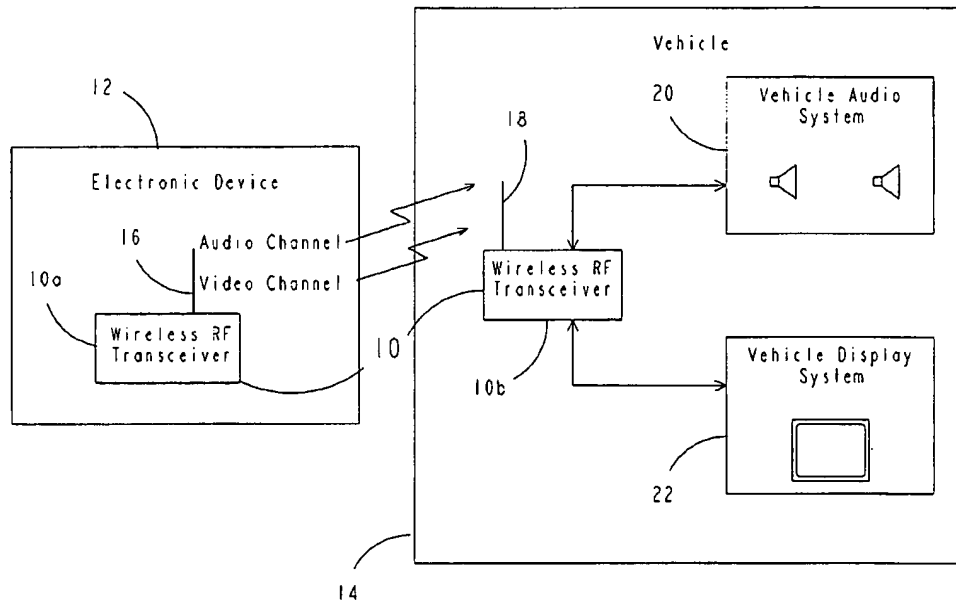 Vehicle
12
20
Vehicle Audio
System
18
Electronic Device
16
Audio Channel
10a
Video Channel
Wireless RF
Transceiver
Wireless RF
Transceiver
10
10b
Vehicle Display
System
22
14